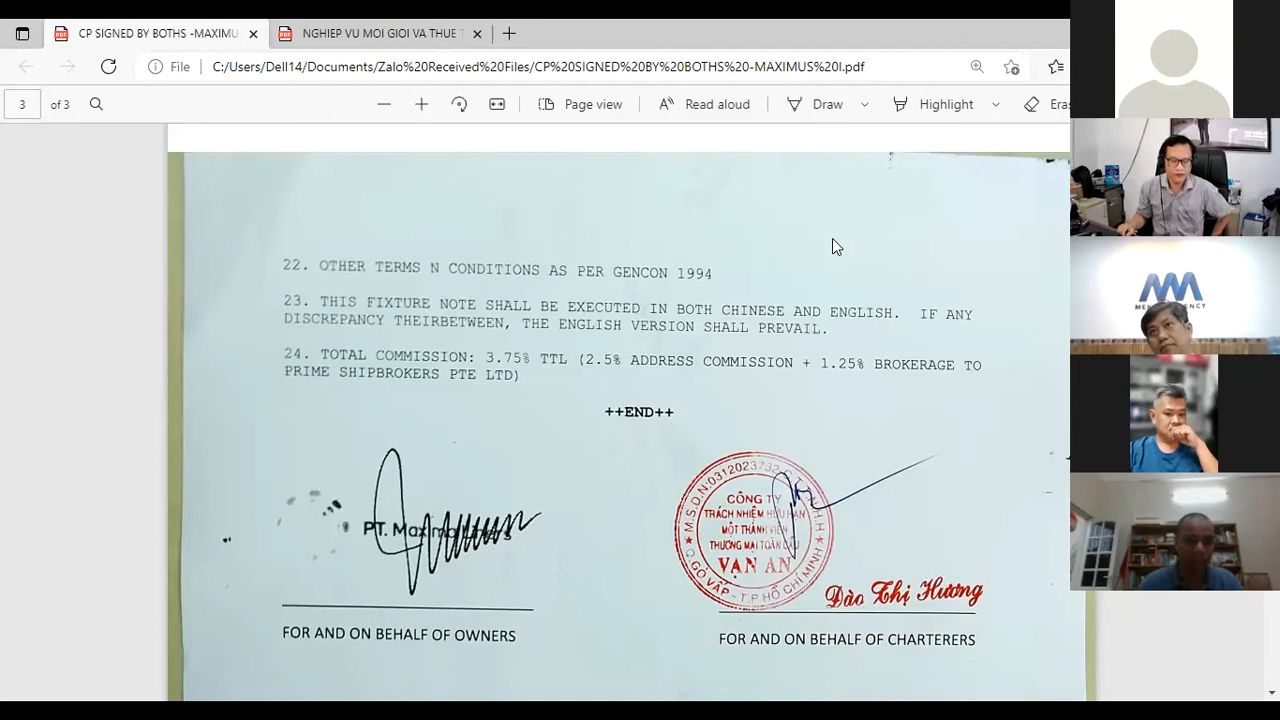 CP SIGNED BY BOTHS -MAXIMU
NGHIEP VU MOI GIOI VA THUE T
File
C:/Users/Dell14/Documents/Zalo%20Received%20Files/CP%20SIGNED%20BY%20BOTHS%20-MAXIMUS%20I.pdf
3 of 3
Page view
Read aloud
Draw
Highlight
Eras
22. OTHER TERMS N CONDITIONS AS PER GENCON 1994
23. THIS FIXTURE NOTE SHALL BE EXECUTED IN BOTH CHINESE AND ENGLISH. IF ANY
DISCREPANCY THEIRBETWEEN, THE ENGLISH VERSION SHALL PREVAIL.
24. TOTAL COMMISSION: 3.75% TTL (2.5% ADDRESS COMMISSION + 1.25% BROKERAGE TO
PRIME SHIPBROKERS PTE LTD)
++END++
PT. Maxim
M.S.D.N:0312023732
CÔNG TY
TRÁCH NHIỆM HỮU HẠN
MỘT THÀNH VIÊN
THƯƠNG MẠI TOÀN CẦU
VẠN AN
GÒ VẤP - T.P HỒ CHÍ MINH
Đào Thị Hương
FOR AND ON BEHALF OF OWNERS
FOR AND ON BEHALF OF CHARTERERS